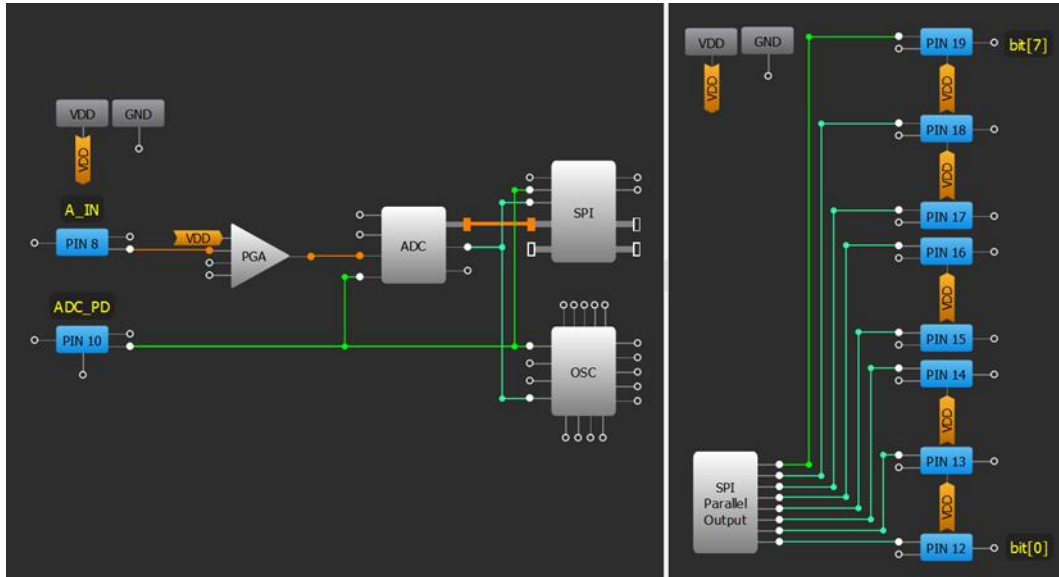 VDD
GND
VDD
A_IN
PIN 8
VDD
PGA
ADC
SPI
ADC_PD
PIN 10
OSC
VDD
GND
VDD
PIN 19
bit[7]
VDD
PIN 18
VDD
PIN 17
PIN 16
VDD
PIN 15
PIN 14
VDD
PIN 13
VDD
SPI
Parallel
Output
PIN 12
bit[0]